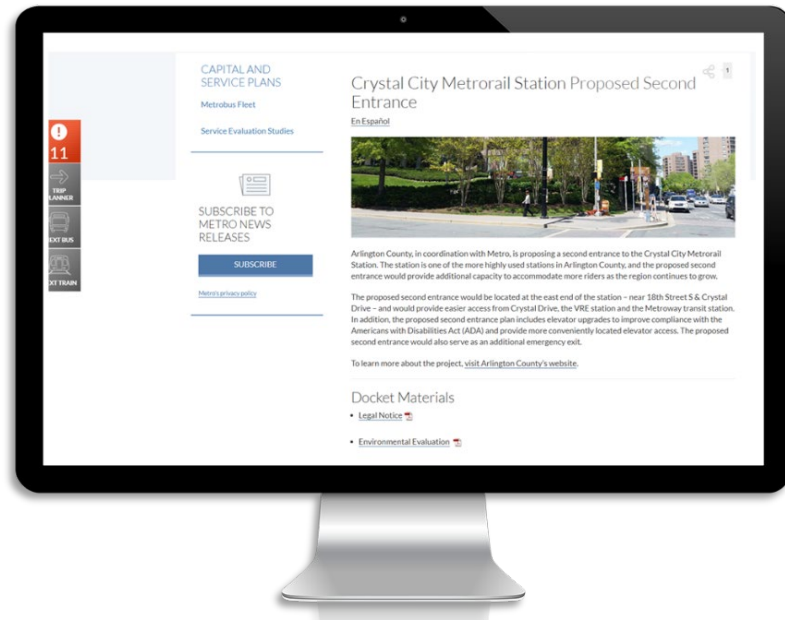 CAPITAL AND
SERVICE PLANS
Metrobus Fleet
Service Evaluation Studies
SUBSCRIBE TO
METRO NEWS
RELEASES
SUBSCRIBE
Metro's privacy policy
11
TRIP
PLANNER
EXT BUS
EXT TRAIN
1
Crystal City Metrorail Station Proposed Second
Entrance
En Español
Arlington County, in coordination with Metro, is proposing a second entrance to the Crystal City Metrorail
Station. The station is one of the more highly used stations in Arlington County, and the proposed second
entrance would provide additional capacity to accommodate more riders as the region continues to grow.
The proposed second entrance would be located at the east end of the station – near 18th Street S & Crystal
Drive – and would provide easier access from Crystal Drive, the VRE station and the Metroway transit station.
In addition, the proposed second entrance plan includes elevator upgrades to improve compliance with the
Americans with Disabilities Act (ADA) and provide more conveniently located elevator access. The proposed
second entrance would also serve as an additional emergency exit.
To learn more about the project, visit Arlington County's website.
Docket Materials
• Legal Notice
• Environmental Evaluation